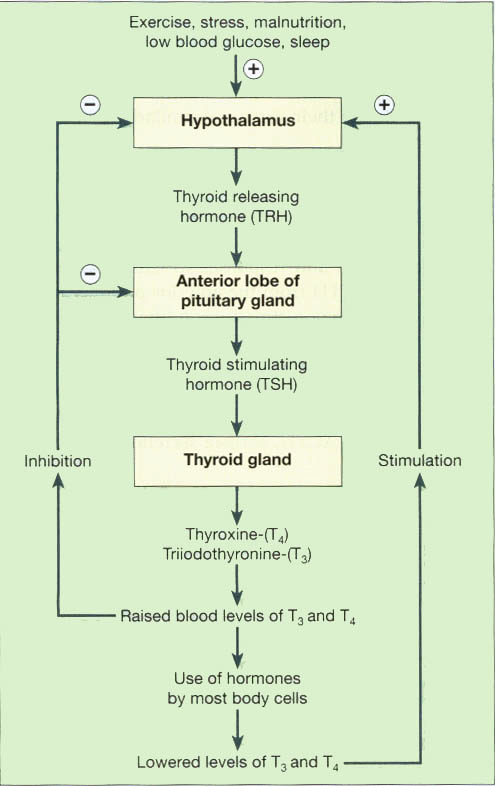 Exercise, stress, malnutrition,
low blood glucose, sleep
+
−
+
Hypothalamus
Thyroid releasing
hormone (TRH)
−
Anterior lobe of
pituitary gland
Thyroid stimulating
hormone (TSH)
Inhibition
Thyroid gland
Stimulation
Thyroxine-(T₄)
Triiodothyronine-(T₃)
Raised blood levels of T₃ and T₄
Use of hormones
by most body cells
Lowered levels of T₃ and T₄